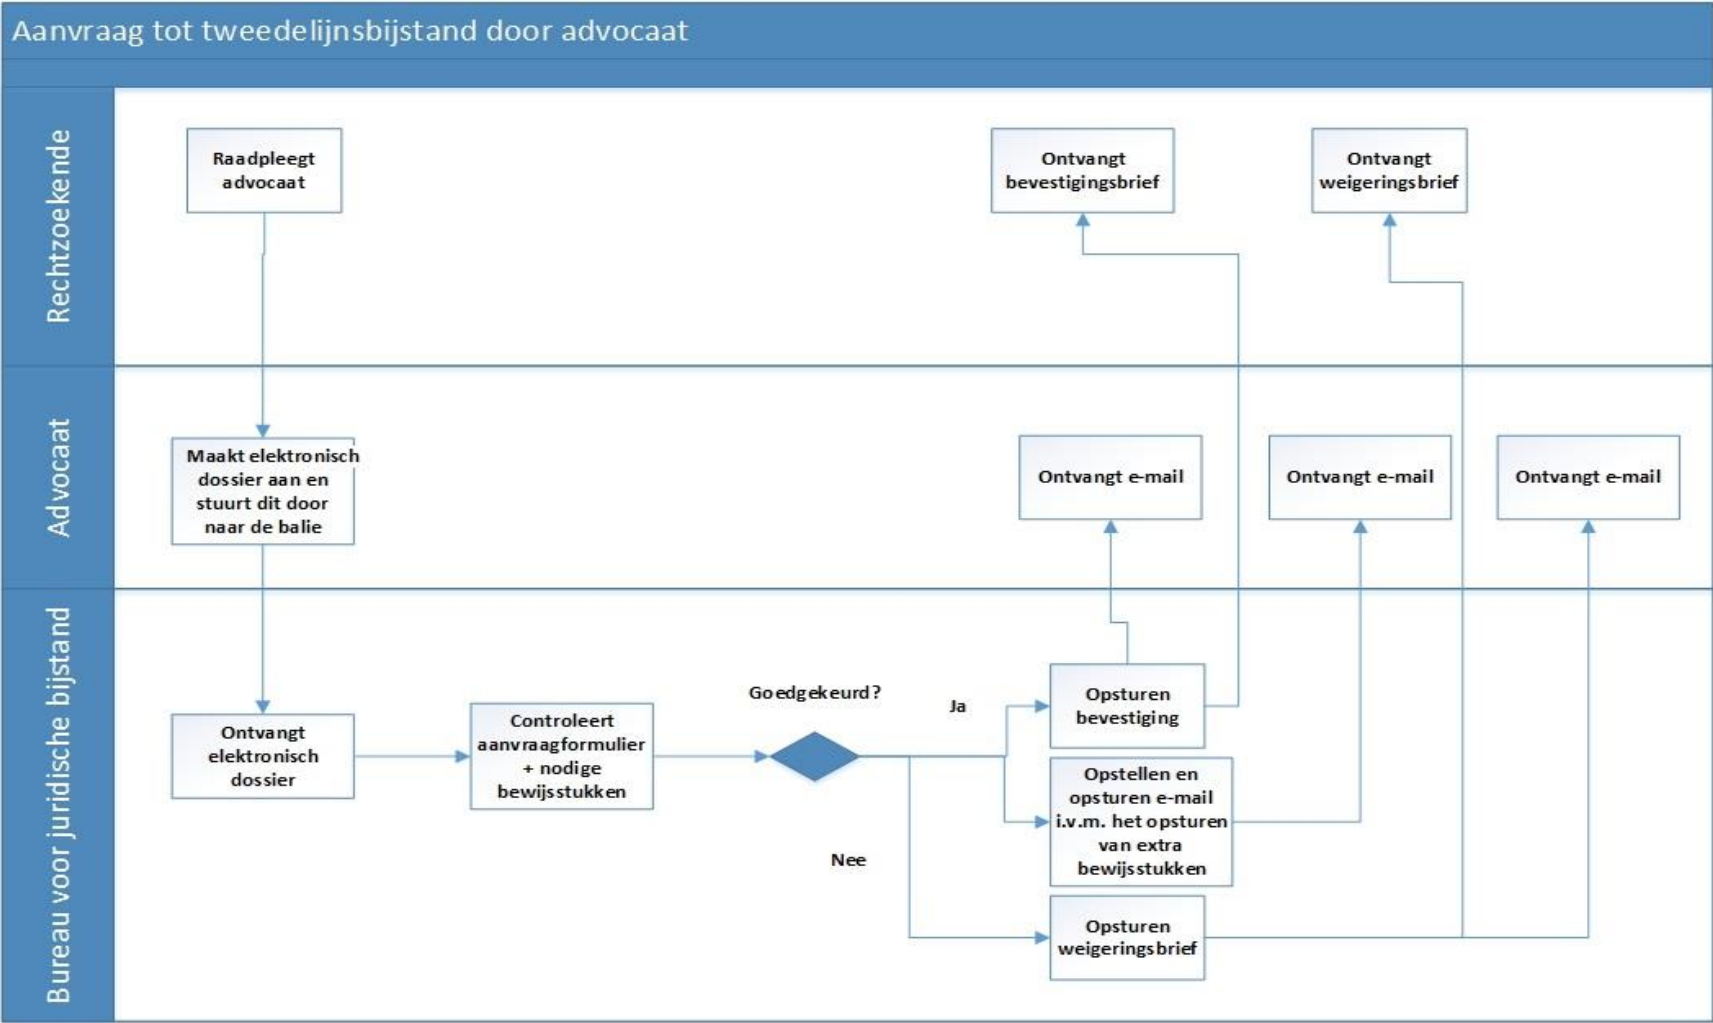 Aanvraag tot tweedelijnsbijstand door advocaat
Rechtzoekende
Raadpleegt
advocaat
Ontvangt
bevestigingsbrief
Ontvangt
weigeringsbrief
Advocaat
Maakt elektronisch
dossier aan en
stuurt dit door
naar de balie
Ontvangt e-mail
Ontvangt e-mail
Ontvangt e-mail
Bureau voor juridische bijstand
Ontvangt
elektronisch
dossier
Controleert
aanvraagformulier
+ nodige
bewijsstukken
Goedgekeurd?
Ja
Nee
Opsturen
bevestiging
Opstellen en
opsturen e-mail
i.v.m. het opsturen
van extra
bewijsstukken
Opsturen
weigeringsbrief